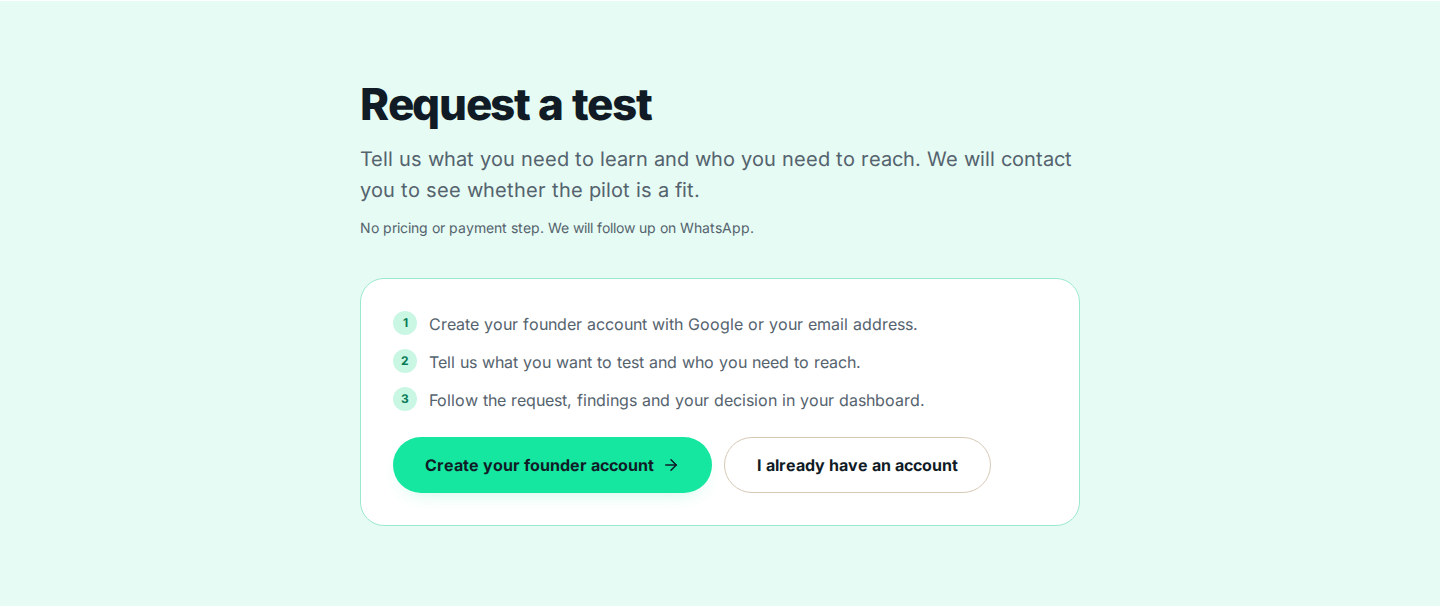 Request a test
Tell us what you need to learn and who you need to reach. We will contact
you to see whether the pilot is a fit.
No pricing or payment step. We will follow up on WhatsApp.
1 Create your founder account with Google or your email address.
2 Tell us what you want to test and who you need to reach.
3 Follow the request, findings and your decision in your dashboard.
Create your founder account →
I already have an account